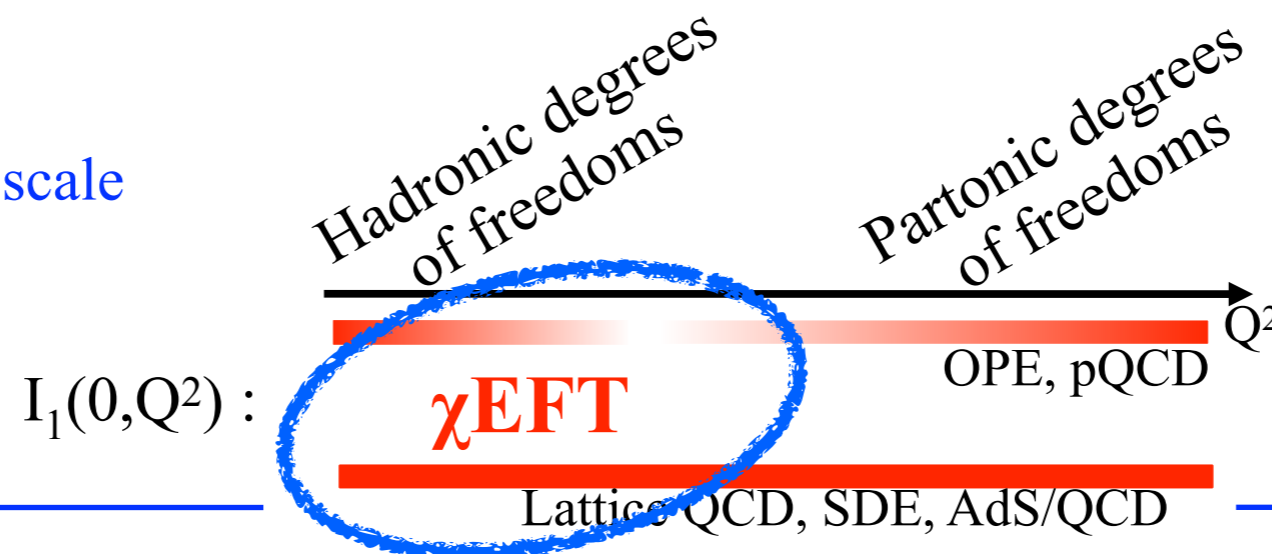 Hadronic degrees
of freedoms
Partonic degrees
of freedoms
scale
Q²
OPE, pQCD
I₁(0,Q²) :
χEFT
Lattice QCD, SDE, AdS/QCD